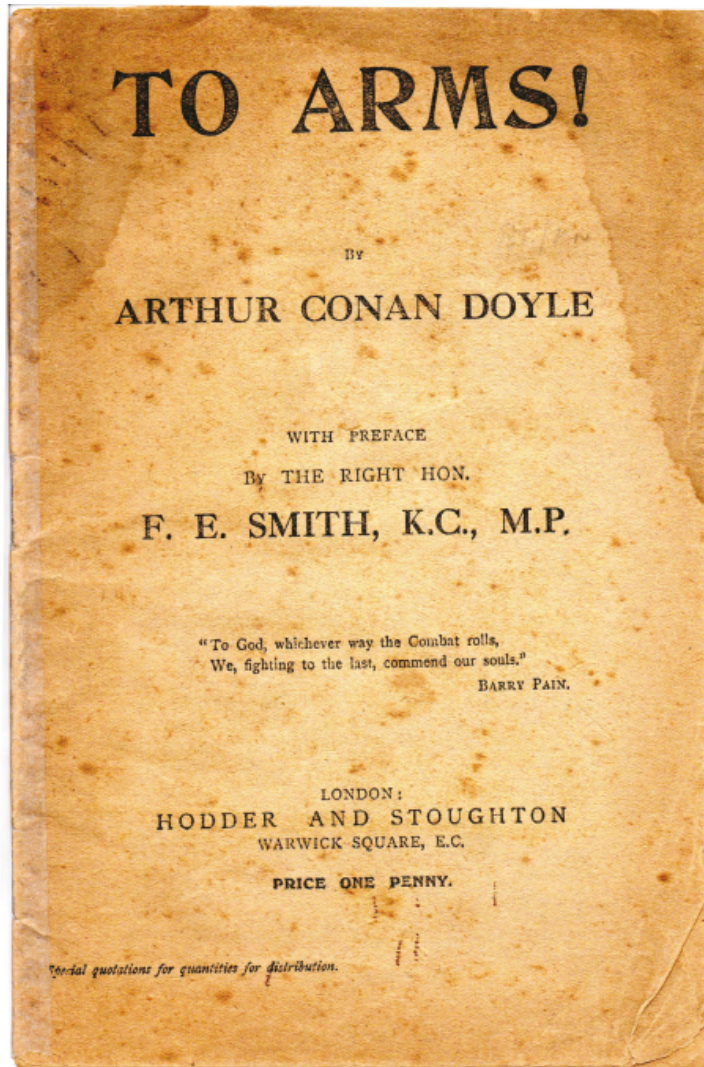 TO ARMS!
BY
ARTHUR CONAN DOYLE
WITH PREFACE
BY THE RIGHT HON.
F. E. SMITH, K.C., M.P.
"To God, whichever way the Combat rolls,
We, fighting to the last, commend our souls."
BARRY PAIN.
LONDON:
HODDER AND STOUGHTON
WARWICK SQUARE, E.C.
PRICE ONE PENNY.
Special quotations for quantities for distribution.